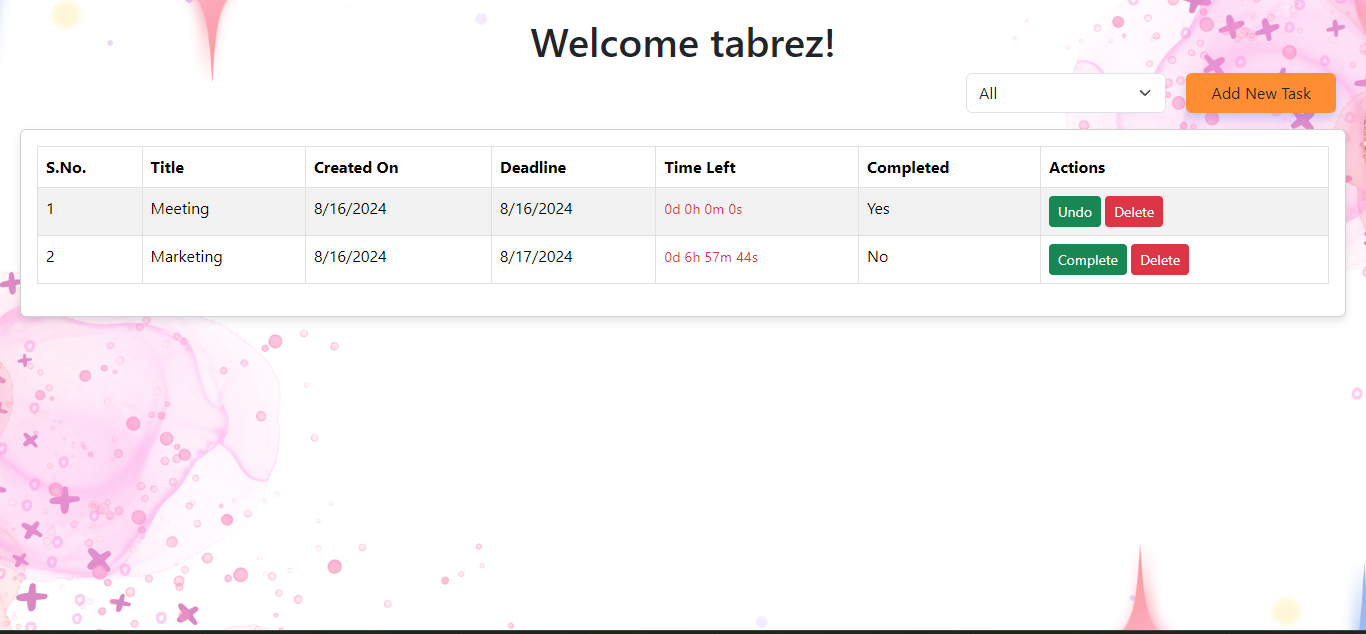 Welcome tabrez!
All Add New Task
S.No. Title Created On Deadline Time Left Completed Actions
1 Meeting 8/16/2024 8/16/2024 0d 0h 0m 0s Yes Undo Delete
2 Marketing 8/16/2024 8/17/2024 0d 6h 57m 44s No Complete Delete